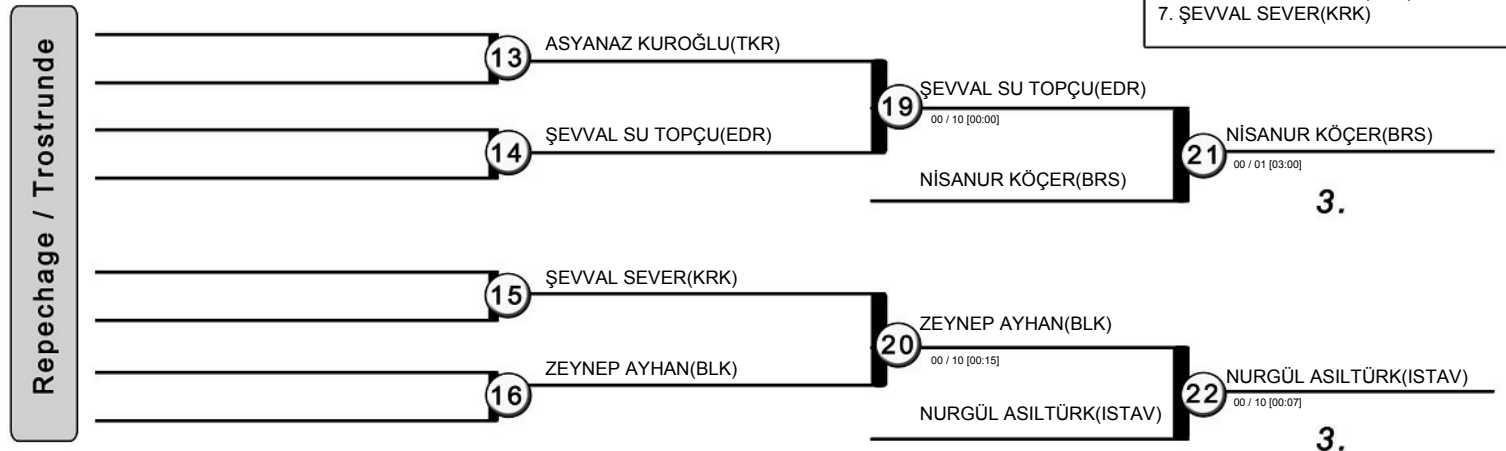 7. ŞEVVAL SEVER(KRK)
Repechage / Trostrunde
13
ASYANAZ KUROĞLU(TKR)
14
ŞEVVAL SU TOPÇU(EDR)
19
ŞEVVAL SU TOPÇU(EDR)
00 / 10 [00:00]
NİSANUR KÖÇER(BRS)
21
NİSANUR KÖÇER(BRS)
00 / 01 [03:00]
3.
15
ŞEVVAL SEVER(KRK)
16
ZEYNEP AYHAN(BLK)
20
ZEYNEP AYHAN(BLK)
00 / 10 [00:15]
NURGÜL ASILTÜRK(ISTAV)
22
NURGÜL ASILTÜRK(ISTAV)
00 / 10 [00:07]
3.